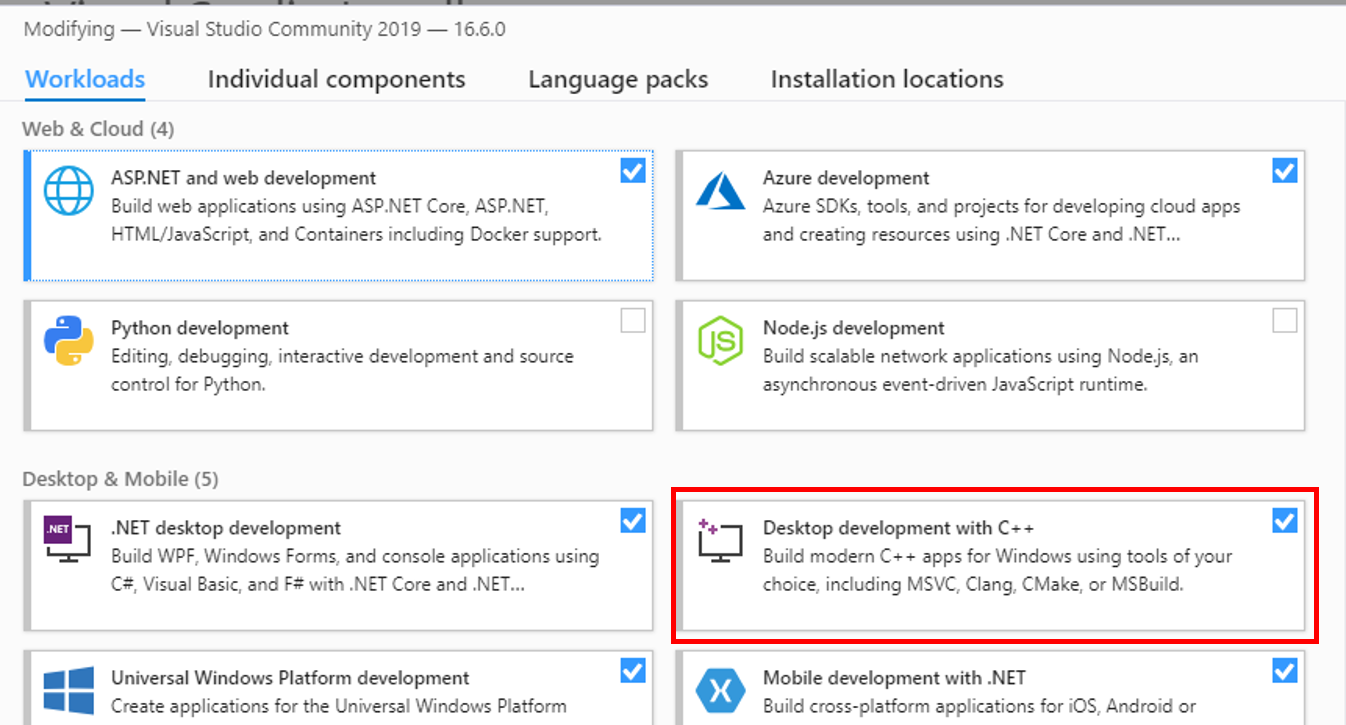 Modifying — Visual Studio Community 2019 — 16.6.0
Workloads Individual components Language packs Installation locations
Web & Cloud (4)
ASP.NET and web development
Build web applications using ASP.NET Core, ASP.NET,
HTML/JavaScript, and Containers including Docker support.
Azure development
Azure SDKs, tools, and projects for developing cloud apps
and creating resources using .NET Core and .NET...
Python development
Editing, debugging, interactive development and source
control for Python.
JS
Node.js development
Build scalable network applications using Node.js, an
asynchronous event-driven JavaScript runtime.
Desktop & Mobile (5)
.NET
.NET desktop development
Build WPF, Windows Forms, and console applications using
C#, Visual Basic, and F# with .NET Core and .NET...
Desktop development with C++
Build modern C++ apps for Windows using tools of your
choice, including MSVC, Clang, CMake, or MSBuild.
Universal Windows Platform development
Create applications for the Universal Windows Platform
Mobile development with .NET
Build cross-platform applications for iOS, Android or